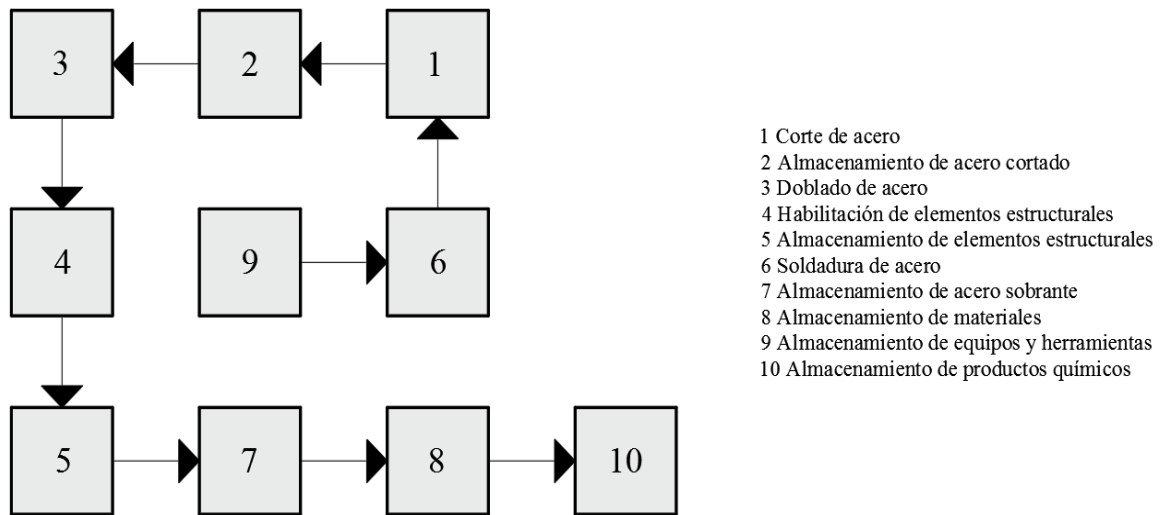 3 2 1
4 9 6
5 7 8 10
1 Corte de acero
2 Almacenamiento de acero cortado
3 Doblado de acero
4 Habilitación de elementos estructurales
5 Almacenamiento de elementos estructurales
6 Soldadura de acero
7 Almacenamiento de acero sobrante
8 Almacenamiento de materiales
9 Almacenamiento de equipos y herramientas
10 Almacenamiento de productos químicos